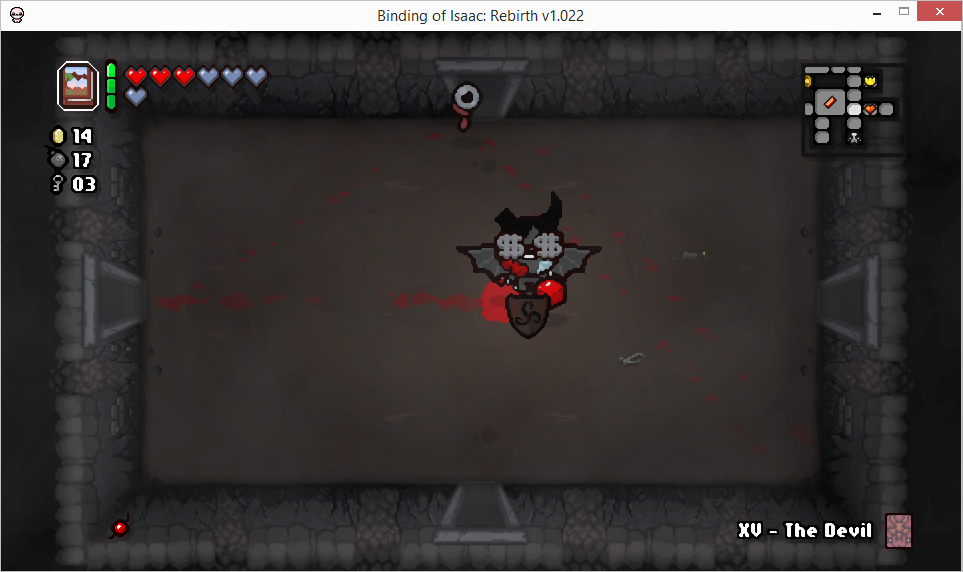 Binding of Isaac: Rebirth v1.022
14
17
03
XV - The Devil